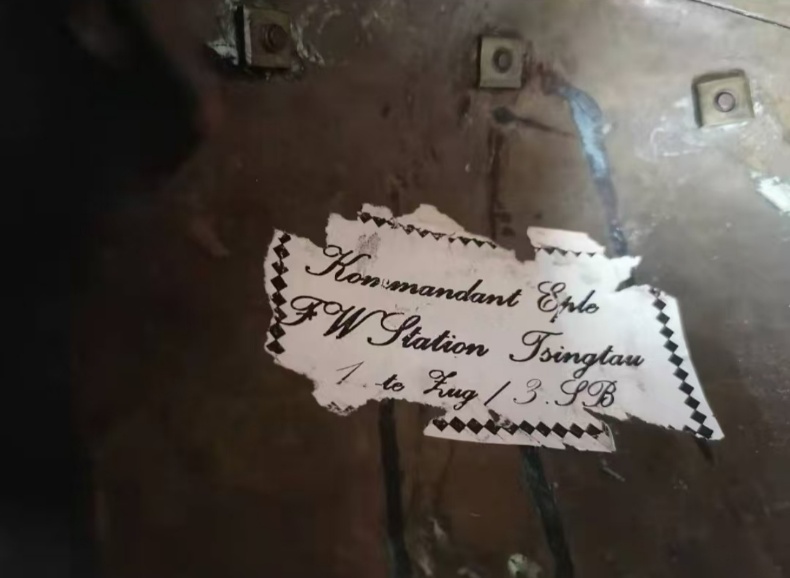 Kommandant Eple
FW Station Tsingtau
1 te Zug / 3. SB